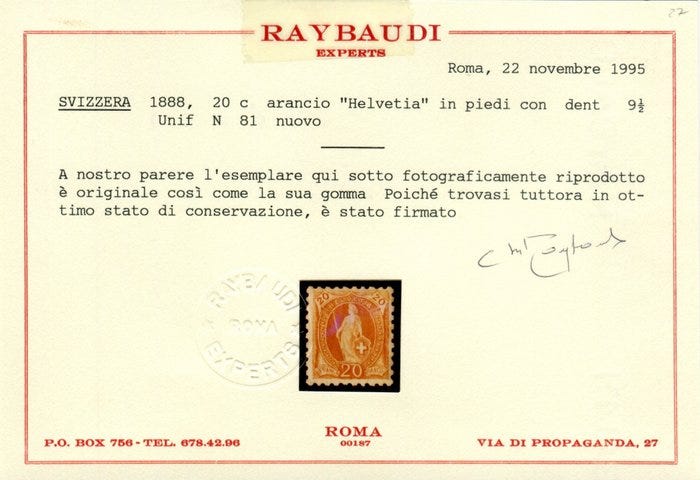 22
RAYBAUDI
EXPERTS
Roma, 22 novembre 1995
SVIZZERA 1888, 20 c arancio "Helvetia" in piedi con dent 9½
Unif N 81 nuovo
A nostro parere l'esemplare qui sotto fotograficamente riprodotto
è originale così come la sua gomma Poiché trovasi tuttora in ot-
timo stato di conservazione, è stato firmato
RAYBAUDI
ROMA
EXPERTS
20 20
20
ROMA
00187
P.O. BOX 756 - TEL. 678.42.96
VIA DI PROPAGANDA, 27